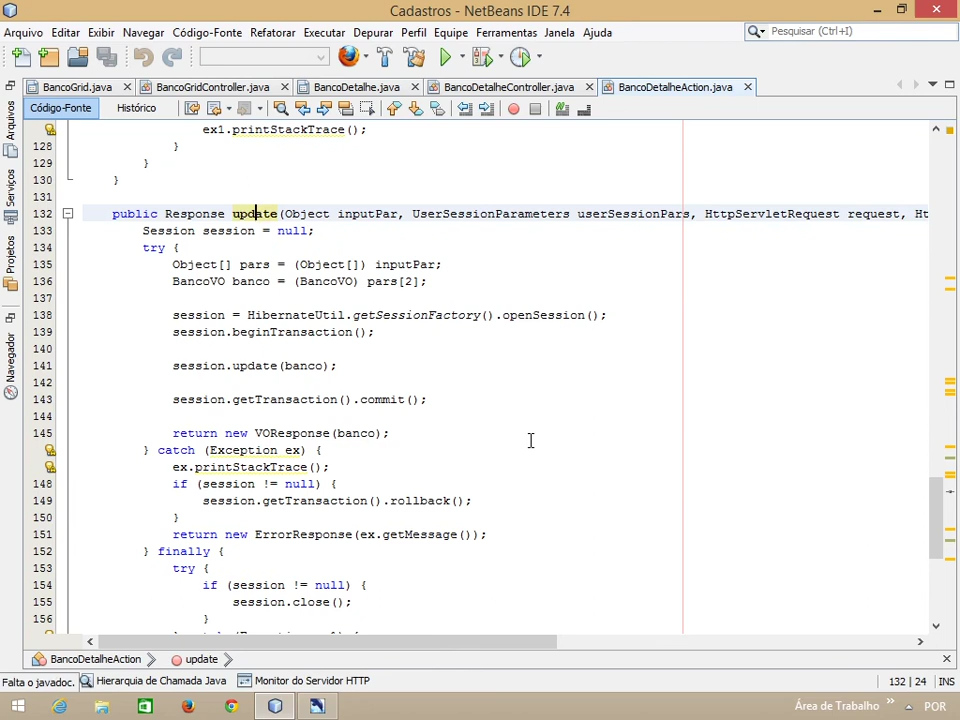 Cadastros - NetBeans IDE 7.4
Arquivo Editar Exibir Navegar Código-Fonte Refatorar Executar Depurar Perfil Equipe Ferramentas Janela Ajuda
Pesquisar (Ctrl+I)
BancoGrid.java BancoGridController.java BancoDetalhe.java BancoDetalheController.java BancoDetalheAction.java
Código-Fonte Histórico
Arquivos
Serviços
Projetos
Navegador
ex1.printStackTrace();
128 }
129 }
130 }
131
132 public Response update(Object inputPar, UserSessionParameters userSessionPars, HttpServletRequest request, Ht
133 Session session = null;
134 try {
135 Object[] pars = (Object[]) inputPar;
136 BancoVO banco = (BancoVO) pars[2];
137
138 session = HibernateUtil.getSessionFactory().openSession();
139 session.beginTransaction();
140
141 session.update(banco);
142
143 session.getTransaction().commit();
144
145 return new VOResponse(banco);
} catch (Exception ex) {
ex.printStackTrace();
148 if (session != null) {
149 session.getTransaction().rollback();
150 }
151 return new ErrorResponse(ex.getMessage());
152 } finally {
153 try {
154 if (session != null) {
155 session.close();
156 }
BancoDetalheAction update
Falta o javadoc. Hierarquia de Chamada Java Monitor do Servidor HTTP 132 | 24 INS
Área de Trabalho POR